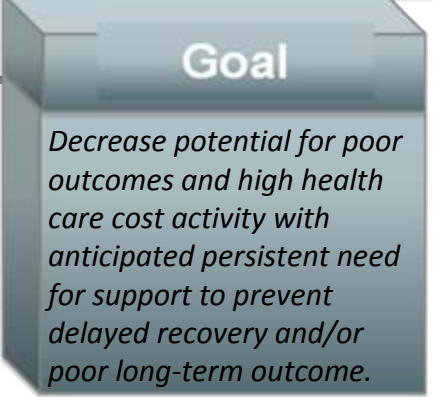 Goal
Decrease potential for poor
outcomes and high health
care cost activity with
anticipated persistent need
for support to prevent
delayed recovery and/or
poor long-term outcome.